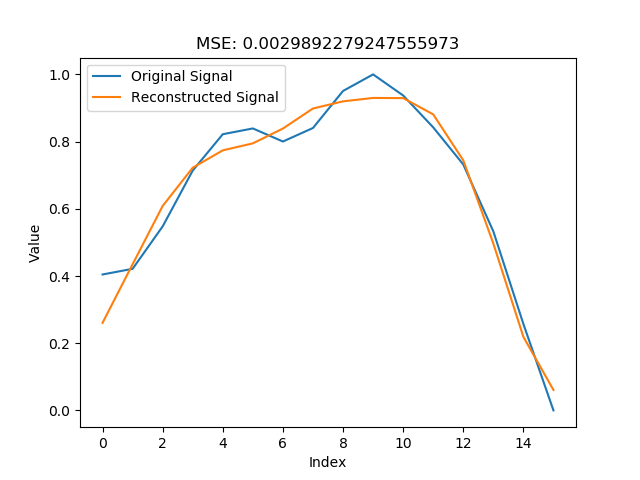 MSE: 0.0029892279247555973
Original Signal
Reconstructed Signal
1.0
0.8
0.6
0.4
0.2
0.0
Value
0 2 4 6 8 10 12 14
Index